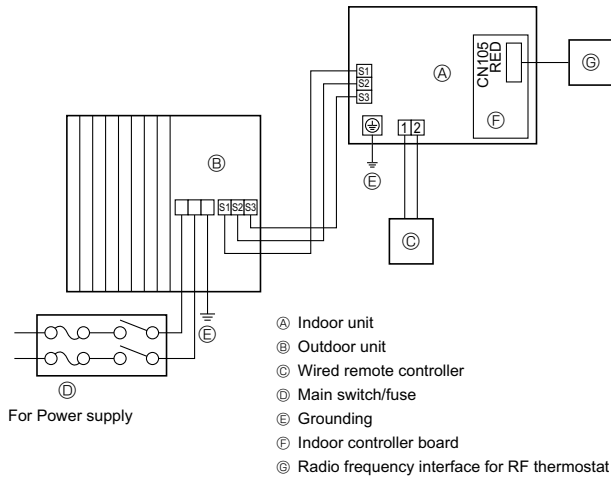 CN105
RED
Ⓐ
Ⓖ
Ⓕ
S1
S2
S3
1 2
Ⓔ
Ⓑ
S1 S2 S3
Ⓒ
Ⓔ
Ⓓ
For Power supply
Ⓐ Indoor unit
Ⓑ Outdoor unit
Ⓒ Wired remote controller
Ⓓ Main switch/fuse
Ⓔ Grounding
Ⓕ Indoor controller board
Ⓖ Radio frequency interface for RF thermostat